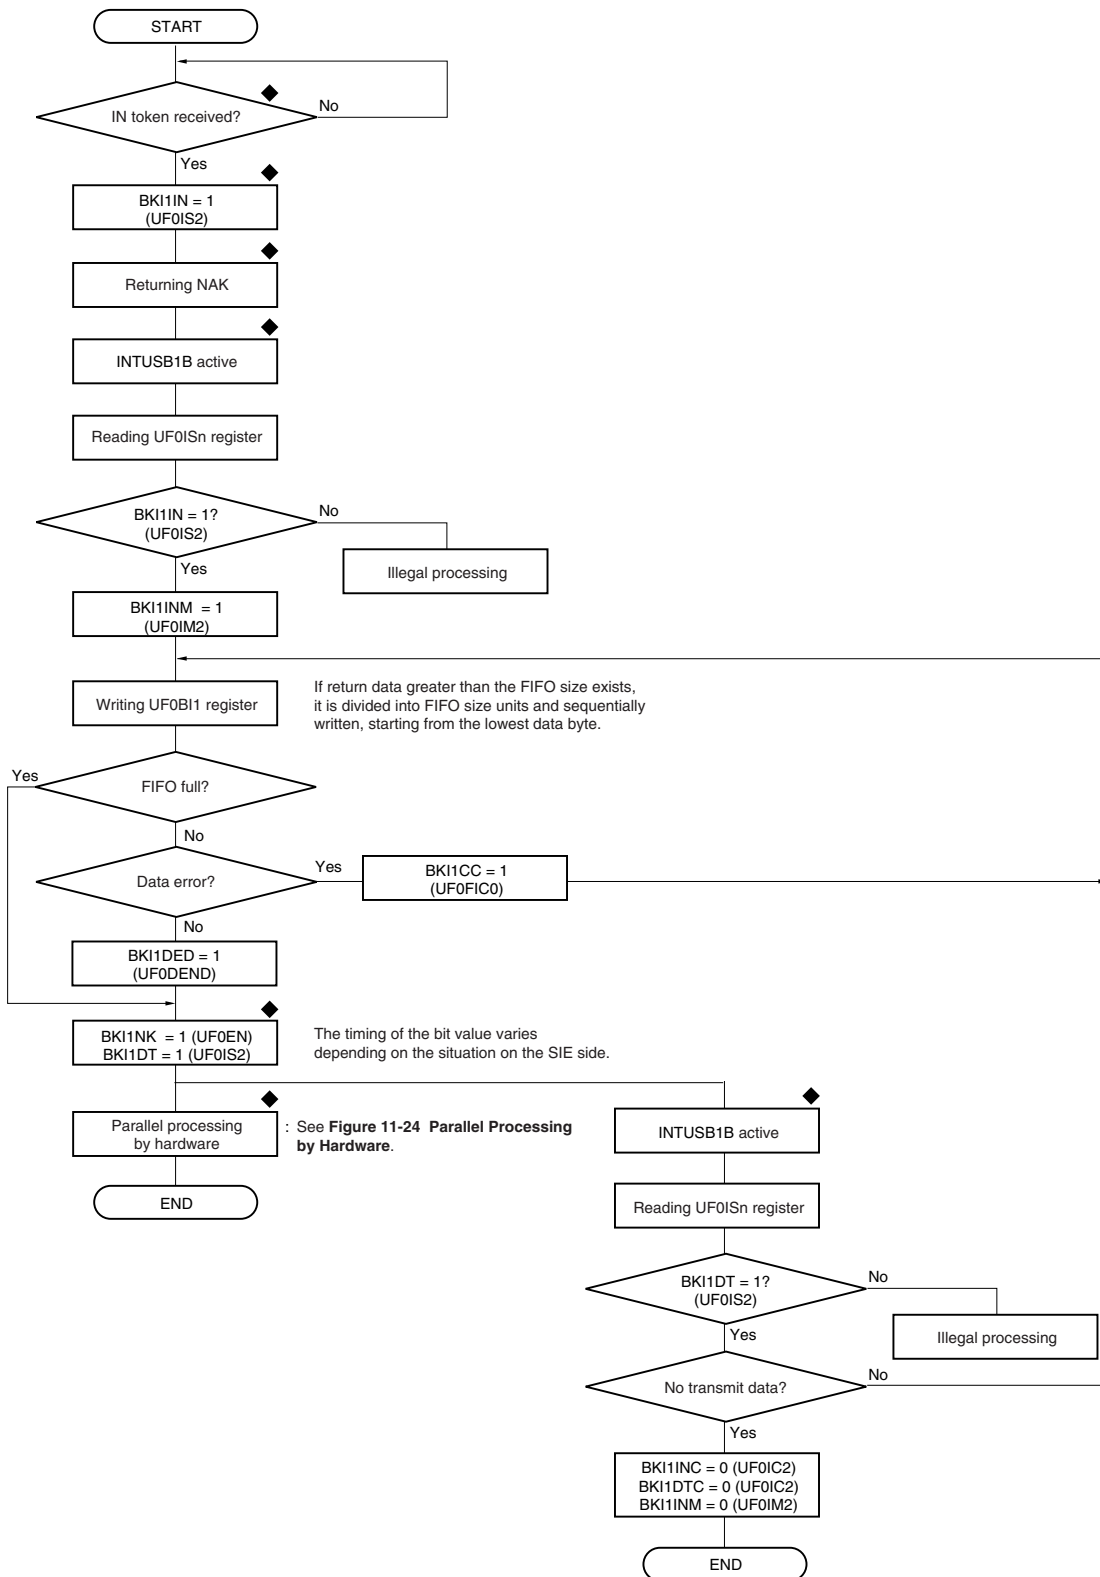 START
IN token received?
No
Yes
BKI1IN = 1
(UF0IS2)
Returning NAK
INTUSB1B active
Reading UF0ISn register
BKI1IN = 1?
(UF0IS2)
No
Illegal processing
Yes
BKI1INM = 1
(UF0IM2)
Writing UF0BI1 register
If return data greater than the FIFO size exists,
it is divided into FIFO size units and sequentially
written, starting from the lowest data byte.
Yes
FIFO full?
No
Data error?
Yes
BKI1CC = 1
(UF0FIC0)
No
BKI1DED = 1
(UF0DEND)
BKI1NK = 1 (UF0EN)
BKI1DT = 1 (UF0IS2)
The timing of the bit value varies
depending on the situation on the SIE side.
Parallel processing
by hardware
: See Figure 11-24 Parallel Processing
by Hardware.
END
INTUSB1B active
Reading UF0ISn register
BKI1DT = 1?
(UF0IS2)
No
Illegal processing
Yes
No transmit data?
No
Yes
BKI1INC = 0 (UF0IC2)
BKI1DTC = 0 (UF0IC2)
BKI1INM = 0 (UF0IM2)
END